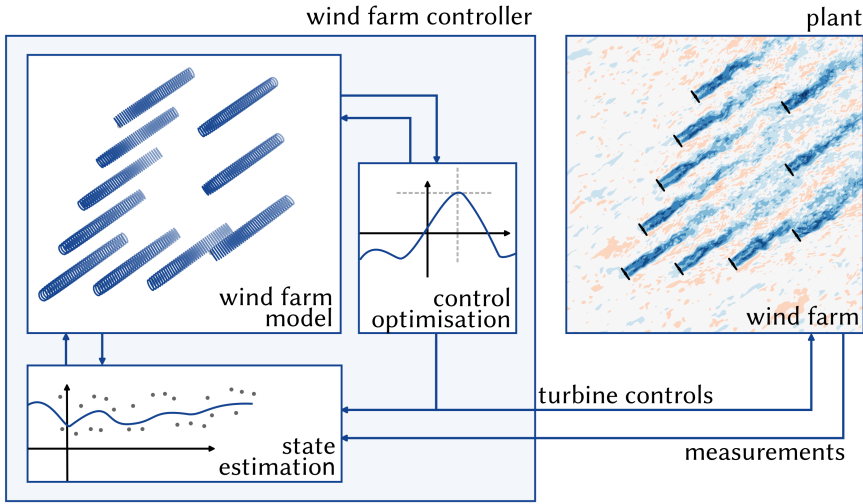 wind farm controller
plant
wind farm
model
control
optimisation
wind farm
turbine controls
state
estimation
measurements